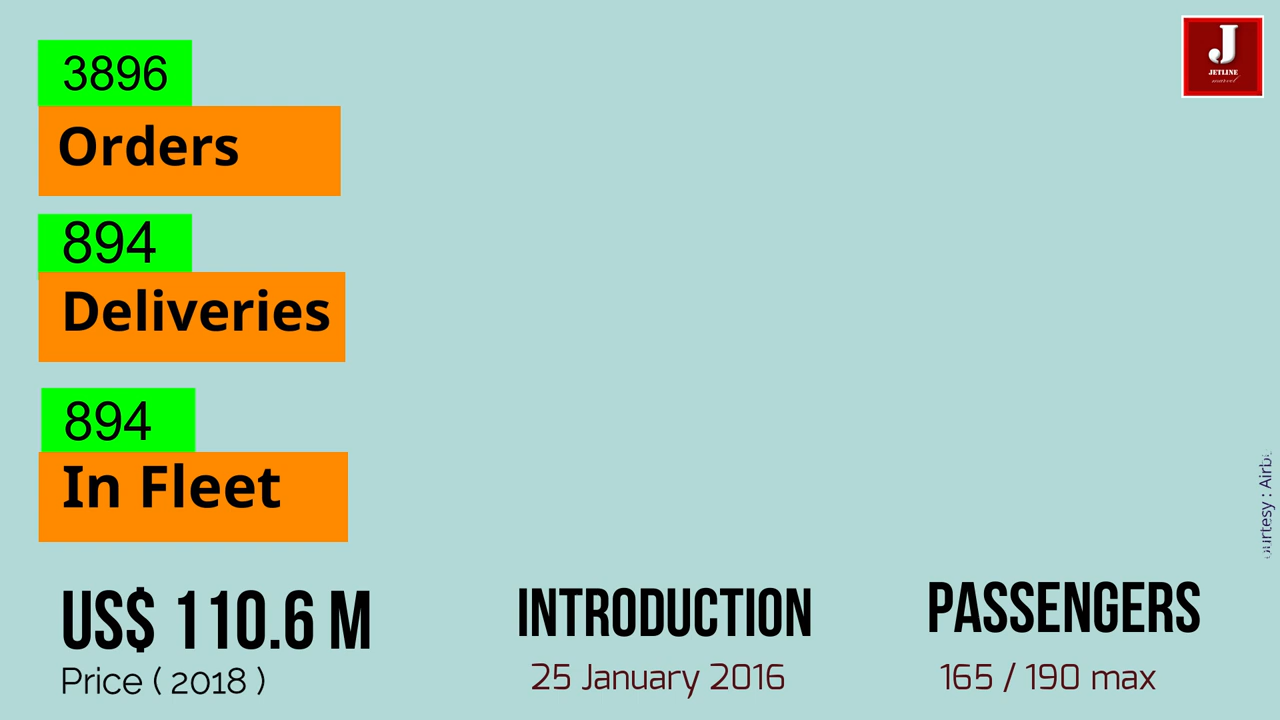 3896
Orders
894
Deliveries
894
In Fleet
US$ 110.6 M
Price ( 2018 )
INTRODUCTION
25 January 2016
PASSENGERS
165 / 190 max
J
JETLINE
marvel